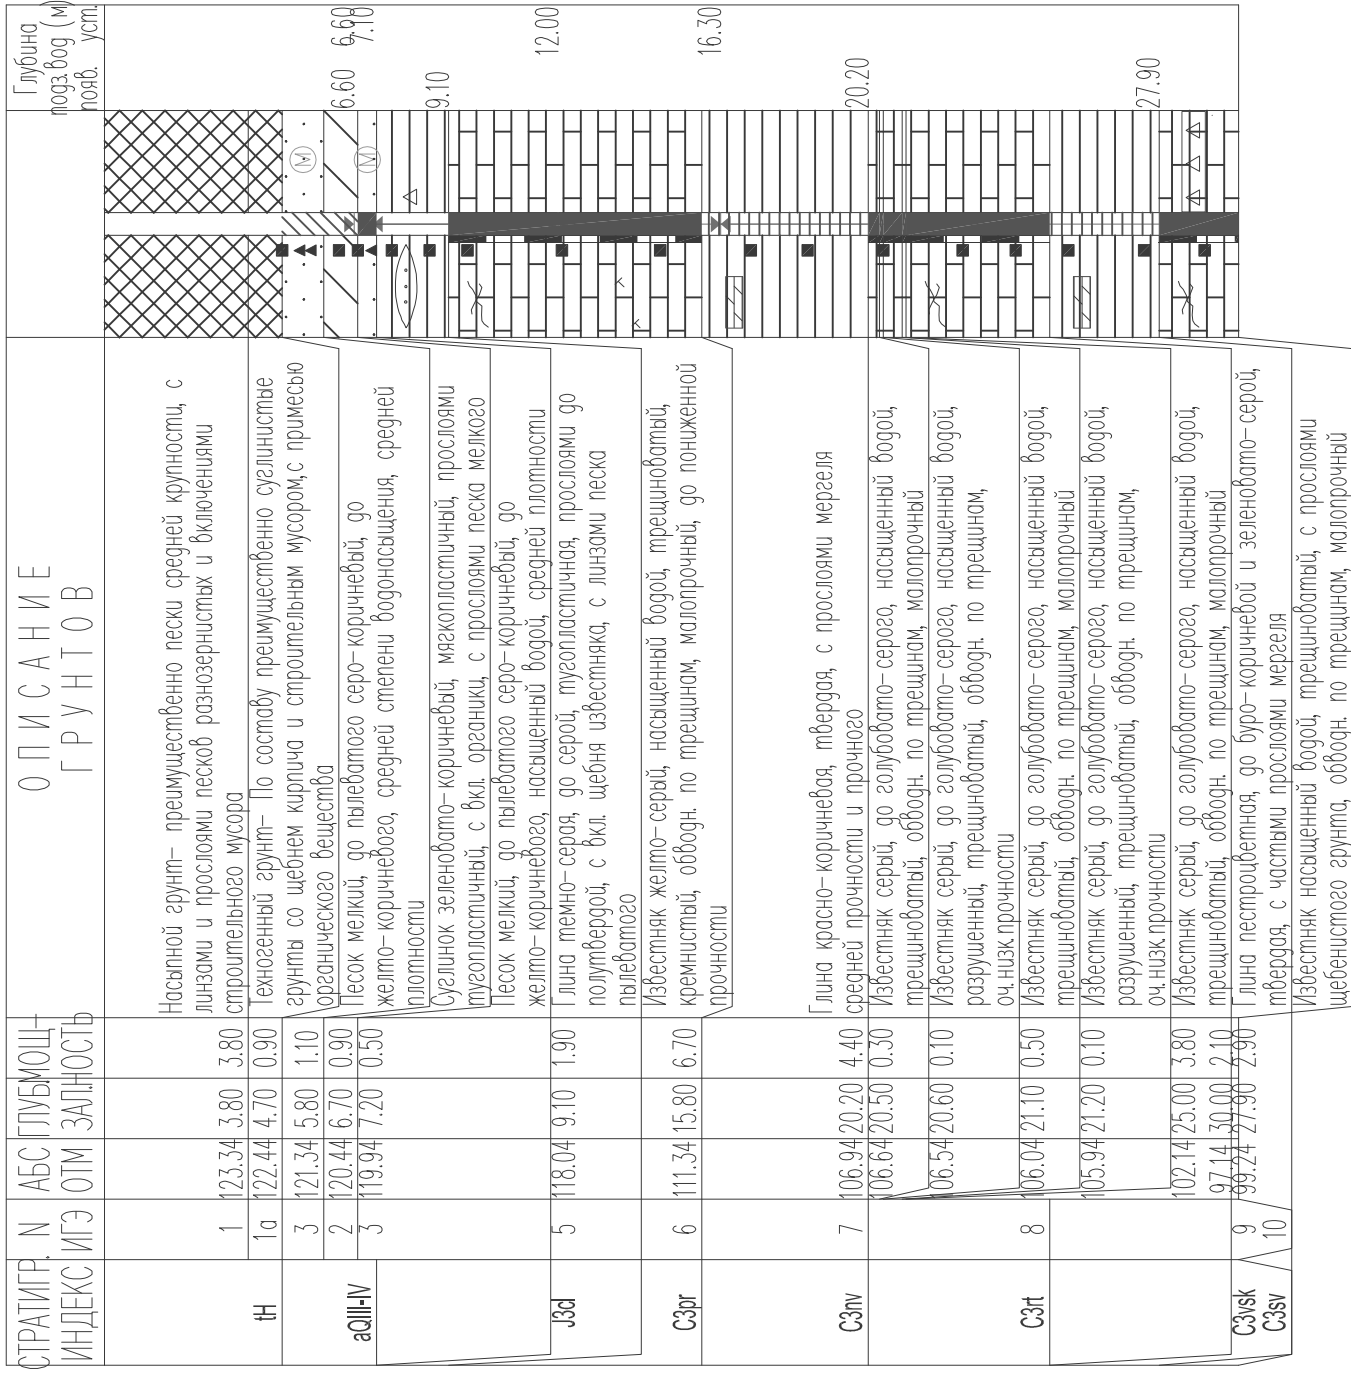 СТРАТИГР. ИНДЕКС
N ИГЭ
АБС ОТМ
ГЛУБ ЗАЛ.
МОЩ-НОСТЬ
О П И С А Н И Е
Г Р У Н Т О В
Глубина
подз.вод (м)
появ. уст.
tH
1 123.34 3.80 3.80
Насыпной грунт– преимущественно пески средней крупности, с
линзами и прослоями песков разнозернистых и включениями
строительного мусора
1а 122.44 4.70 0.90
Техногенный грунт– По составу преимущественно суглинистые
грунты со щебнем кирпича и строительным мусором,с примесью
органического вещества
aQIII-IV
3 121.34 5.80 1.10
Песок мелкий, до пылеватого серо–коричневый, до
желто–коричневого, средней степени водонасыщения, средней
плотности
2 120.44 6.70 0.90
Суглинок зеленовато–коричневый, мягкопластичный, прослоями
тугопластичный, с вкл. органики, с прослоями песка мелкого
3 119.94 7.20 0.50
Песок мелкий, до пылеватого серо–коричневый, до
желто–коричневого, насыщенный водой, средней плотности
J3cl
5 118.04 9.10 1.90
Глина темно–серая, до серой, тугопластичная, прослоями до
полутвердой, с вкл. щебня известняка, с линзами песка
пылеватого
C3pr
6 111.34 15.80 6.70
Известняк желто–серый, насыщенный водой, трещиноватый,
кремнистый, обводн. по трещинам, малопрочный, до пониженной
прочности
C3nv
7 106.94 20.20 4.40
Глина красно–коричневая, твердая, с прослоями мергеля
средней прочности и прочного
C3rt
8
106.64 20.50 0.30
Известняк серый, до голубовато–серого, насыщенный водой,
трещиноватый, обводн. по трещинам, малопрочный
106.54 20.60 0.10
Известняк серый, до голубовато–серого, насыщенный водой,
разрушенный, трещиноватый, обводн. по трещинам,
оч.низк.прочности
106.04 21.10 0.50
Известняк серый, до голубовато–серого, насыщенный водой,
трещиноватый, обводн. по трещинам, малопрочный
105.94 21.20 0.10
Известняк серый, до голубовато–серого, насыщенный водой,
разрушенный, трещиноватый, обводн. по трещинам,
оч.низк.прочности
102.14 25.00 3.80
Известняк серый, до голубовато–серого, насыщенный водой,
трещиноватый, обводн. по трещинам, малопрочный
C3vsk
9 99.24 27.90 2.90
Глина пестроцветная, до буро–коричневой и зеленовато–серой,
твердая, с частыми прослоями мергеля
C3sv
10 97.14 30.00 2.10
Известняк насыщенный водой, трещиноватый, с прослоями
щебенистого грунта, обводн. по трещинам, малопрочный
М
М
6.60 6.60
7.10
9.10
12.00
16.30
20.20
27.90